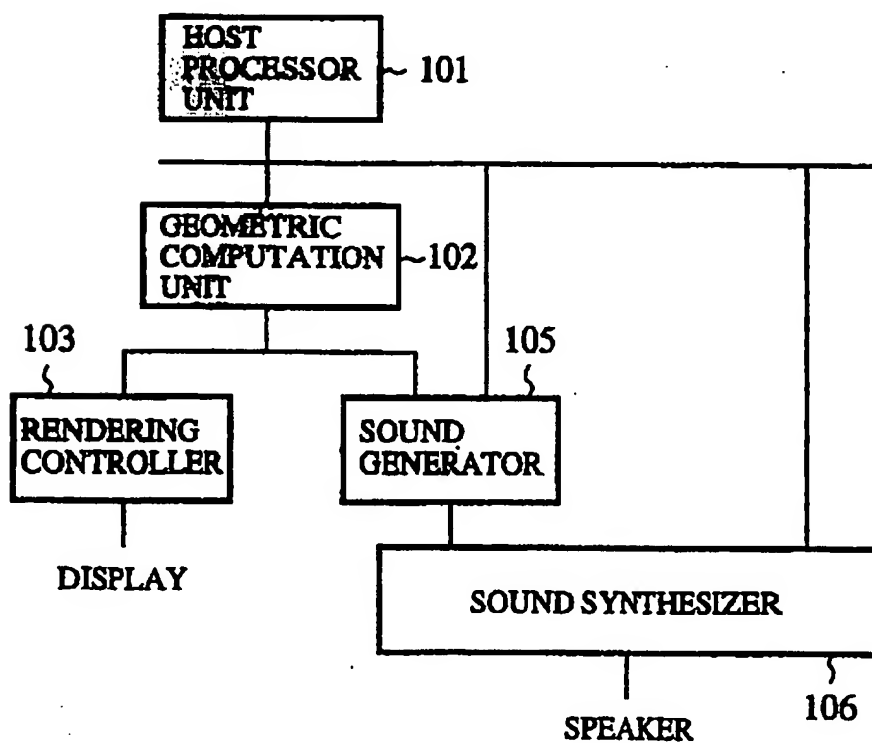 HOST
PROCESSOR
UNIT
101
GEOMETRIC
COMPUTATION
UNIT
102
103
105
RENDERING
CONTROLLER
SOUND
GENERATOR
DISPLAY
SOUND SYNTHESIZER
106
SPEAKER